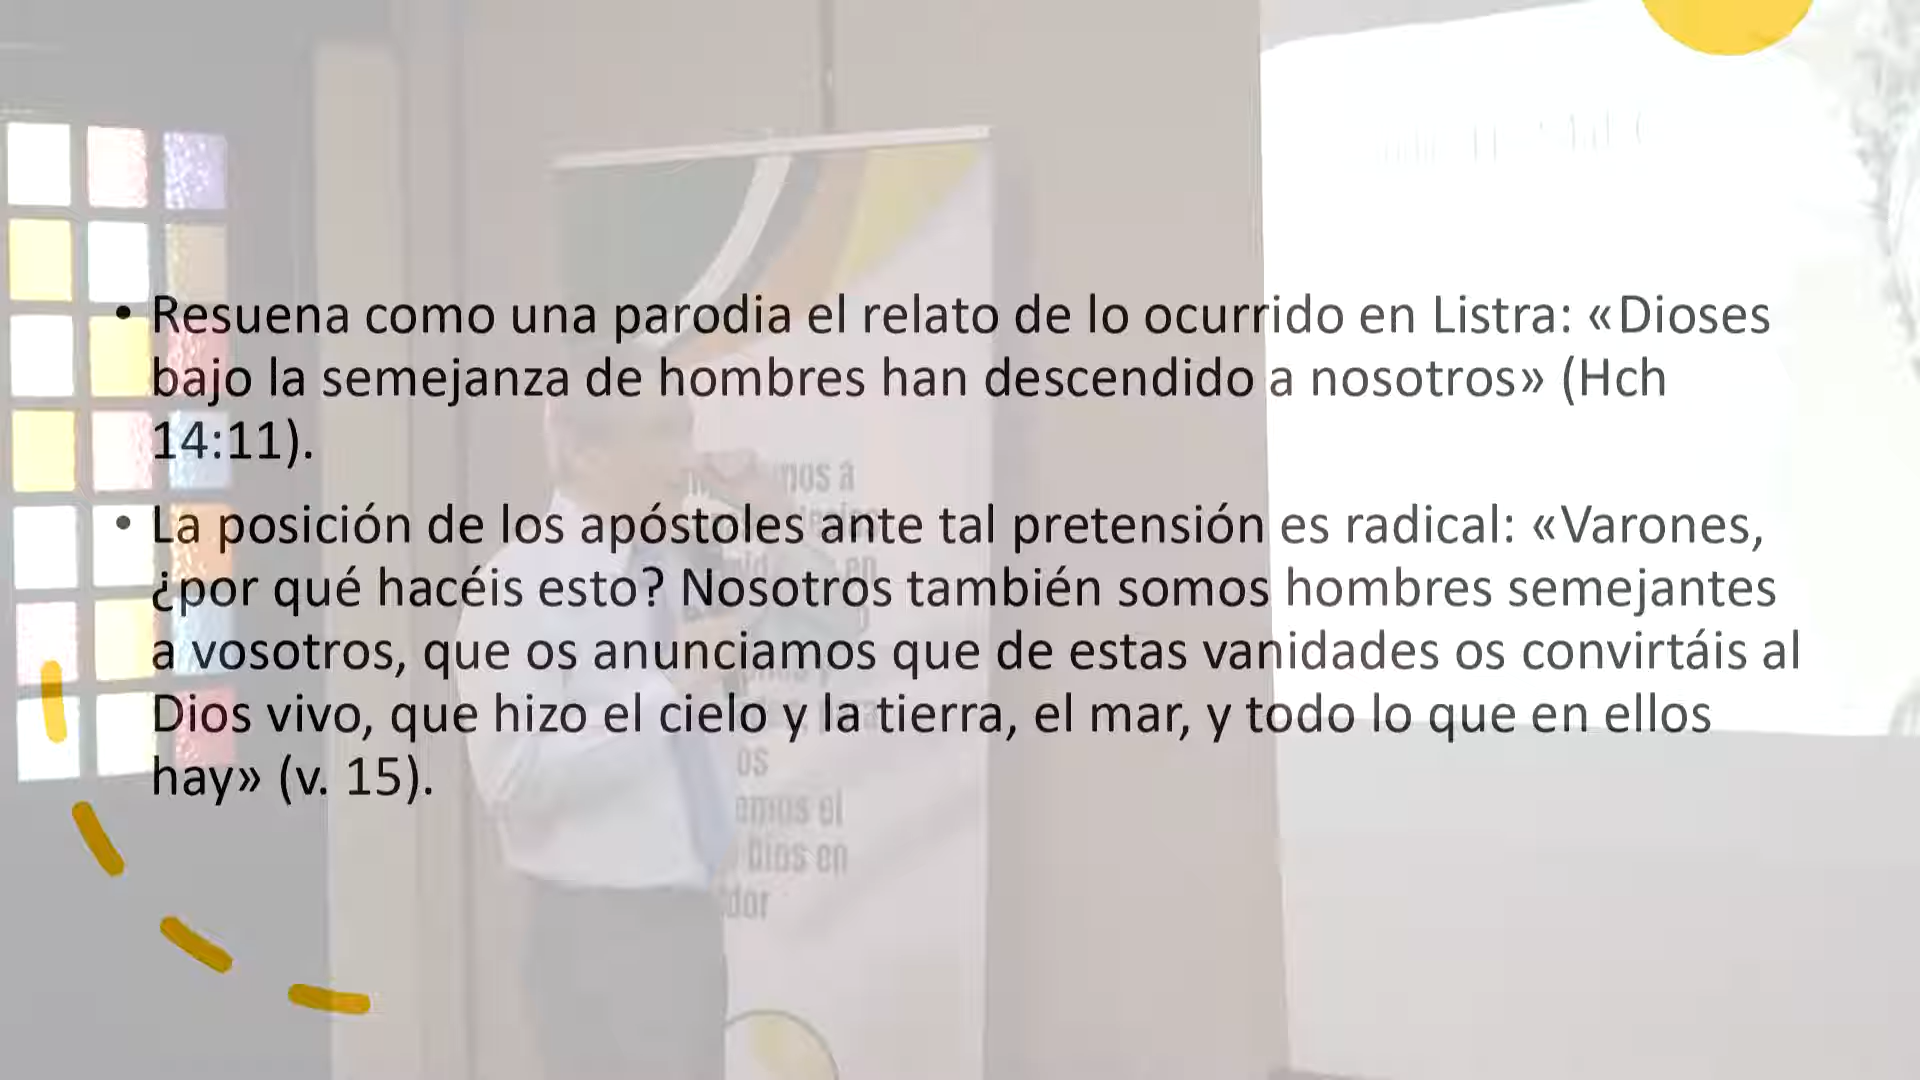 • Resuena como una parodia el relato de lo ocurrido en Listra: «Dioses
bajo la semejanza de hombres han descendido a nosotros» (Hch
14:11).
• La posición de los apóstoles ante tal pretensión es radical: «Varones,
¿por qué hacéis esto? Nosotros también somos hombres semejantes
a vosotros, que os anunciamos que de estas vanidades os convirtáis al
Dios vivo, que hizo el cielo y la tierra, el mar, y todo lo que en ellos
hay» (v. 15).
os
Dios en